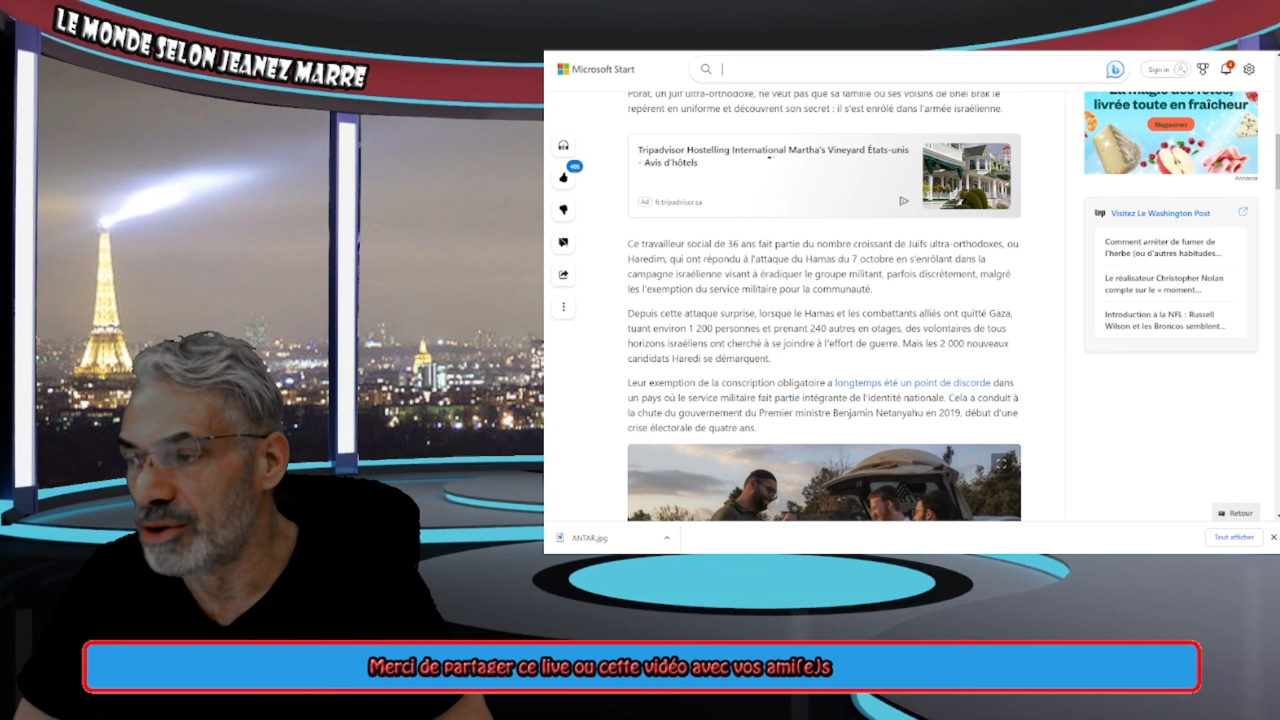 LE MONDE SELON JEANEZ MARRE
Microsoft Start
Sign in
4
Porat, un juif ultra-orthodoxe, ne veut pas que sa famille ou ses voisins de Bnei Brak le
repèrent en uniforme et découvrent son secret : il s'est enrôlé dans l'armée israélienne.
405
Tripadvisor Hostelling International Martha's Vineyard États-unis
- Avis d'hôtels
Ad fr.tripadvisor.ca
Ce travailleur social de 36 ans fait partie du nombre croissant de Juifs ultra-orthodoxes, ou
Haredim, qui ont répondu à l'attaque du Hamas du 7 octobre en s'enrôlant dans la
campagne israélienne visant à éradiquer le groupe militant, parfois discrètement, malgré
les l'exemption du service militaire pour la communauté.
Depuis cette attaque surprise, lorsque le Hamas et les combattants alliés ont quitté Gaza,
tuant environ 1 200 personnes et prenant 240 autres en otages, des volontaires de tous
horizons israéliens ont cherché à se joindre à l'effort de guerre. Mais les 2 000 nouveaux
candidats Haredi se démarquent.
Leur exemption de la conscription obligatoire a longtemps été un point de discorde dans
un pays où le service militaire fait partie intégrante de l'identité nationale. Cela a conduit à
la chute du gouvernement du Premier ministre Benjamin Netanyahu en 2019, début d'une
crise électorale de quatre ans.
La magie des fêtes,
livrée toute en fraîcheur
Magasinez
Annonce
wp Visitez Le Washington Post
Comment arrêter de fumer de
l'herbe (ou d'autres habitudes...
Le réalisateur Christopher Nolan
compte sur le « moment...
Introduction à la NFL : Russell
Wilson et les Broncos semblent...
Retour
ANTAR.jpg
Tout afficher
Merci de partager ce live ou cette vidéo avec vos ami(e)s